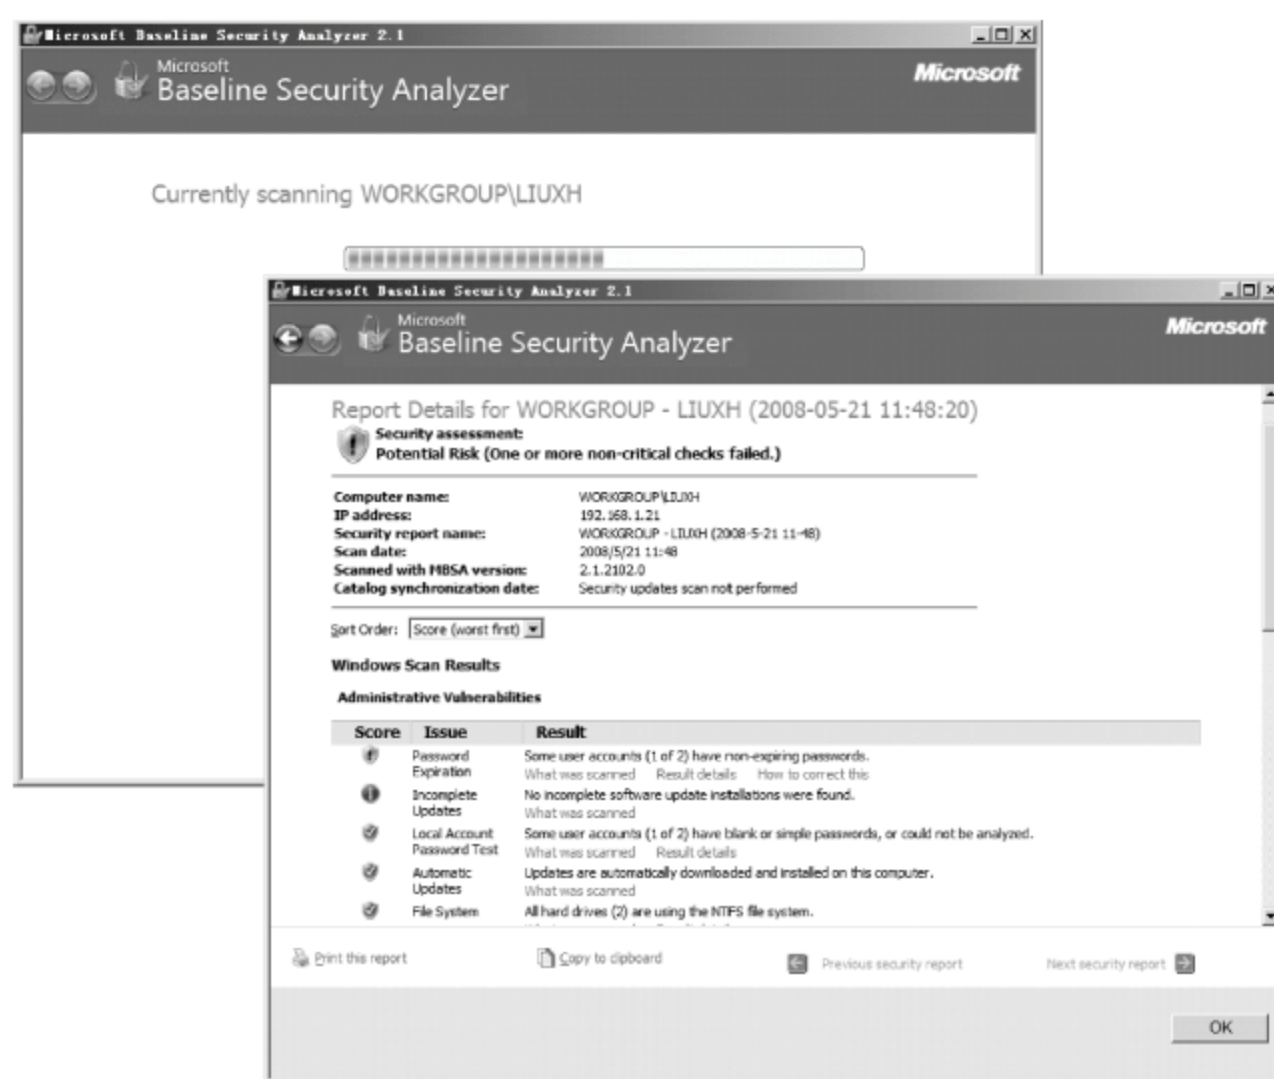 Microsoft Baseline Security Analyzer 2.1
Microsoft
Baseline Security Analyzer
Microsoft
Currently scanning WORKGROUP\LIUXH
Microsoft Baseline Security Analyzer 2.1
Microsoft
Baseline Security Analyzer
Microsoft
Report Details for WORKGROUP - LIUXH (2008-05-21 11:48:20)
Security assessment:
Potential Risk (One or more non-critical checks failed.)
Computer name: WORKGROUP\LIUXH
IP address: 192.168.1.21
Security report name: WORKGROUP - LIUXH (2008-5-21 11-48)
Scan date: 2008/5/21 11:48
Scanned with MBSA version: 2.1.2102.0
Catalog synchronization date: Security updates scan not performed
Sort Order: Score (worst first)
Windows Scan Results
Administrative Vulnerabilities
Score Issue Result
Password Some user accounts (1 of 2) have non-expiring passwords.
Expiration What was scanned Result details How to correct this
Incomplete No incomplete software update installations were found.
Updates What was scanned
Local Account Some user accounts (1 of 2) have blank or simple passwords, or could not be analyzed.
Password Test What was scanned Result details
Automatic Updates are automatically downloaded and installed on this computer.
Updates What was scanned
File System All hard drives (2) are using the NTFS file system.
Print this report Copy to clipboard Previous security report Next security report
OK